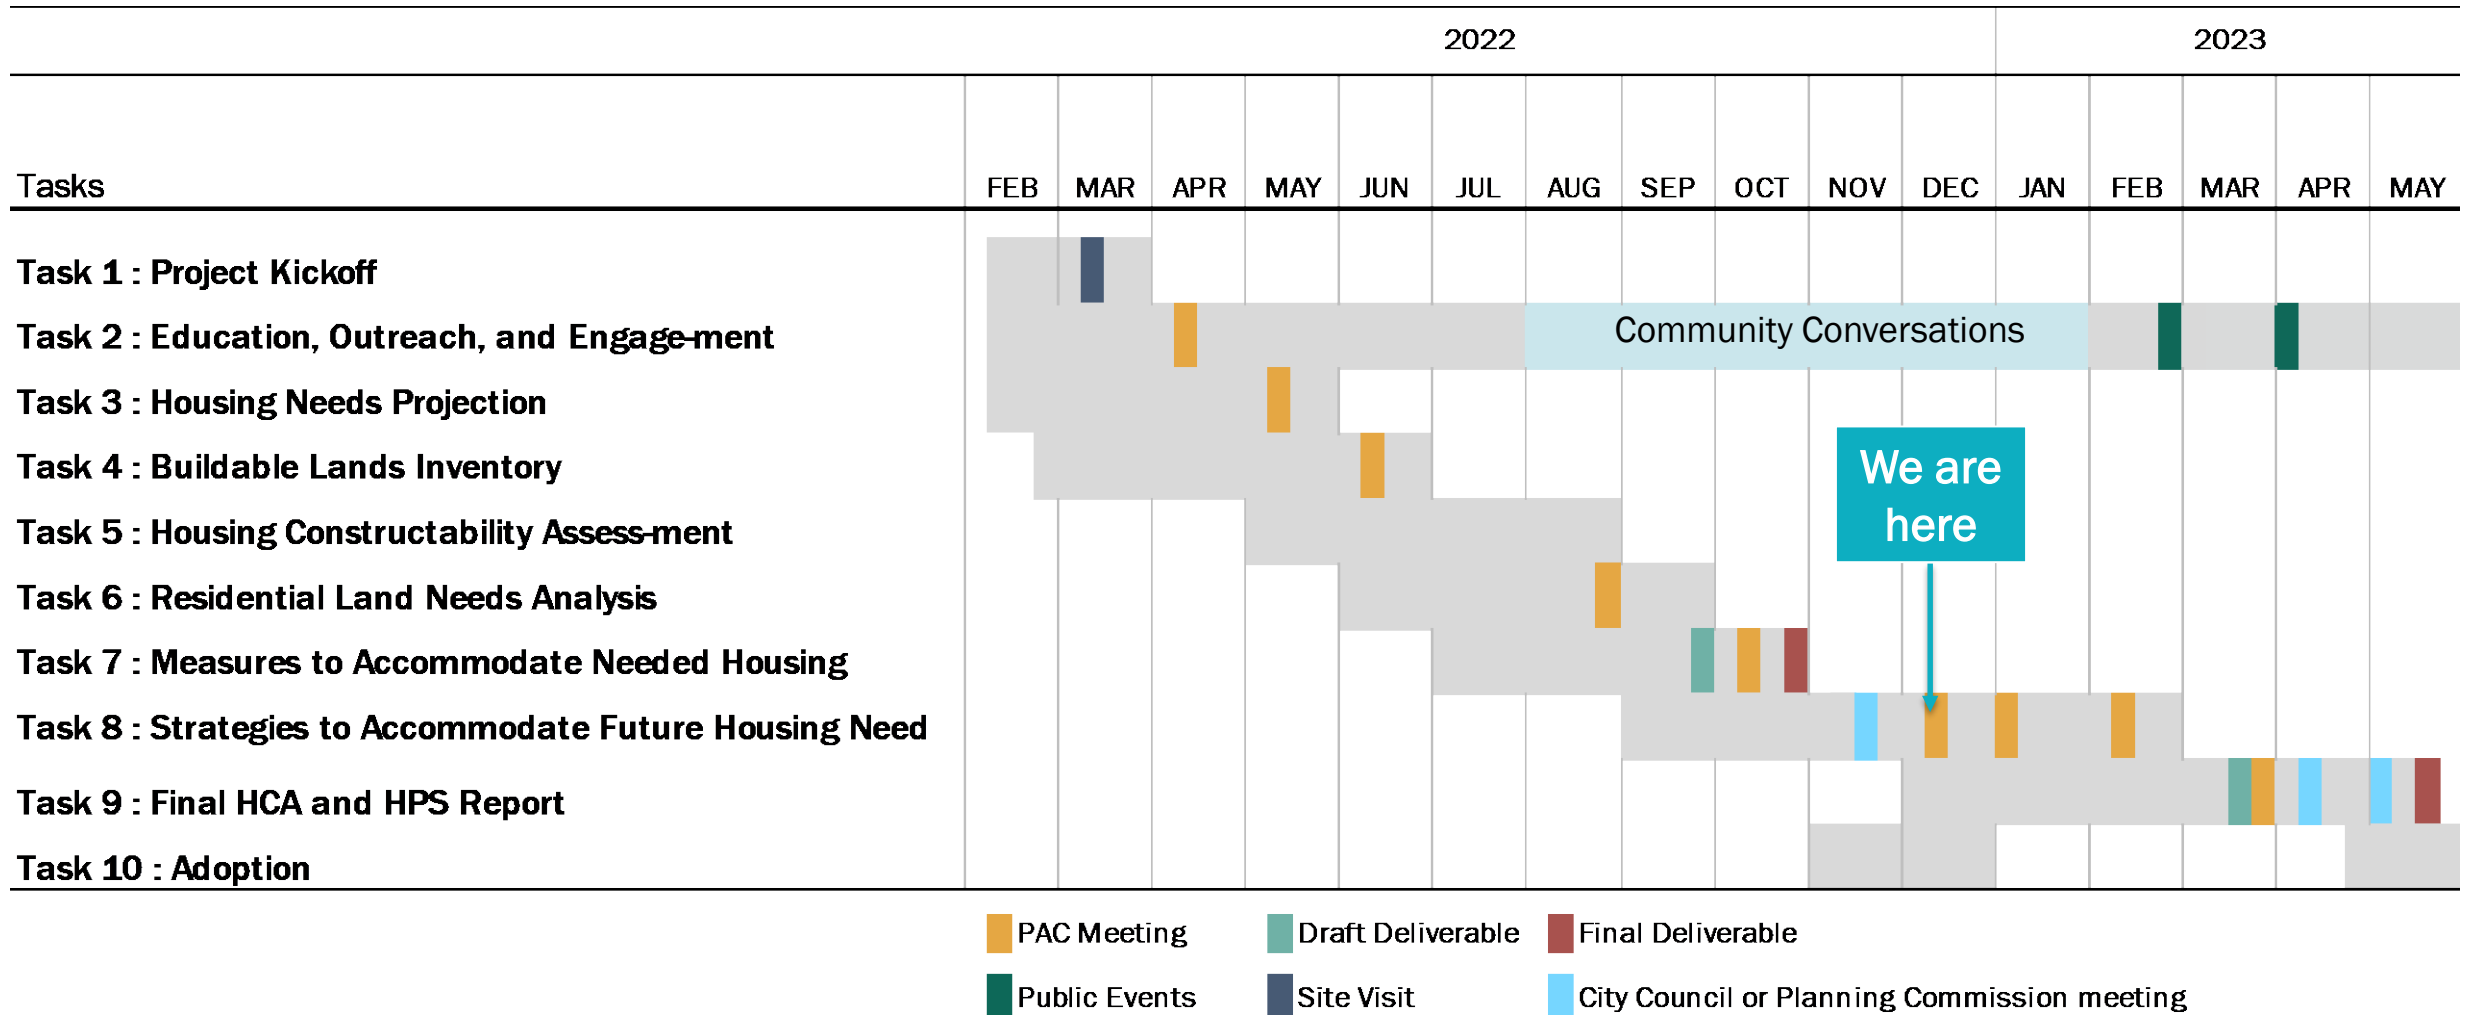 2022 2023
Tasks FEB MAR APR MAY JUN JUL AUG SEP OCT NOV DEC JAN FEB MAR APR MAY
Task 1 : Project Kickoff
Task 2 : Education, Outreach, and Engage-ment
Community Conversations
Task 3 : Housing Needs Projection
Task 4 : Buildable Lands Inventory
We are
here
Task 5 : Housing Constructability Assess-ment
Task 6 : Residential Land Needs Analysis
Task 7 : Measures to Accommodate Needed Housing
Task 8 : Strategies to Accommodate Future Housing Need
Task 9 : Final HCA and HPS Report
Task 10 : Adoption
PAC Meeting Draft Deliverable Final Deliverable
Public Events Site Visit City Council or Planning Commission meeting